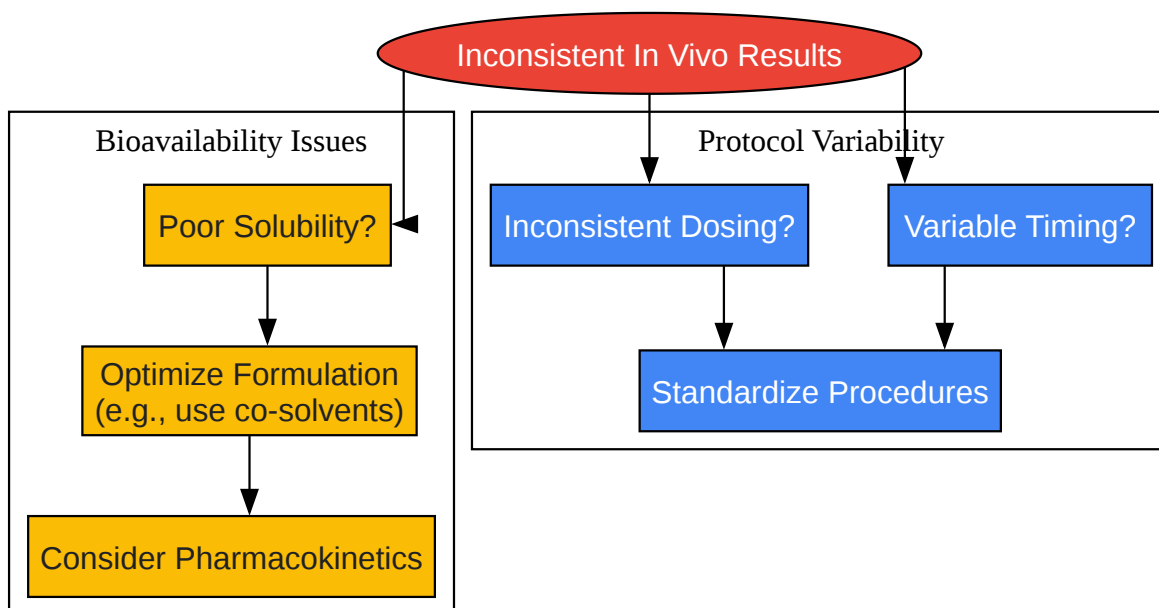 Inconsistent In Vivo Results
Bioavailability Issues
Poor Solubility?
Optimize Formulation
(e.g., use co-solvents)
Consider Pharmacokinetics
Protocol Variability
Inconsistent Dosing?
Variable Timing?
Standardize Procedures